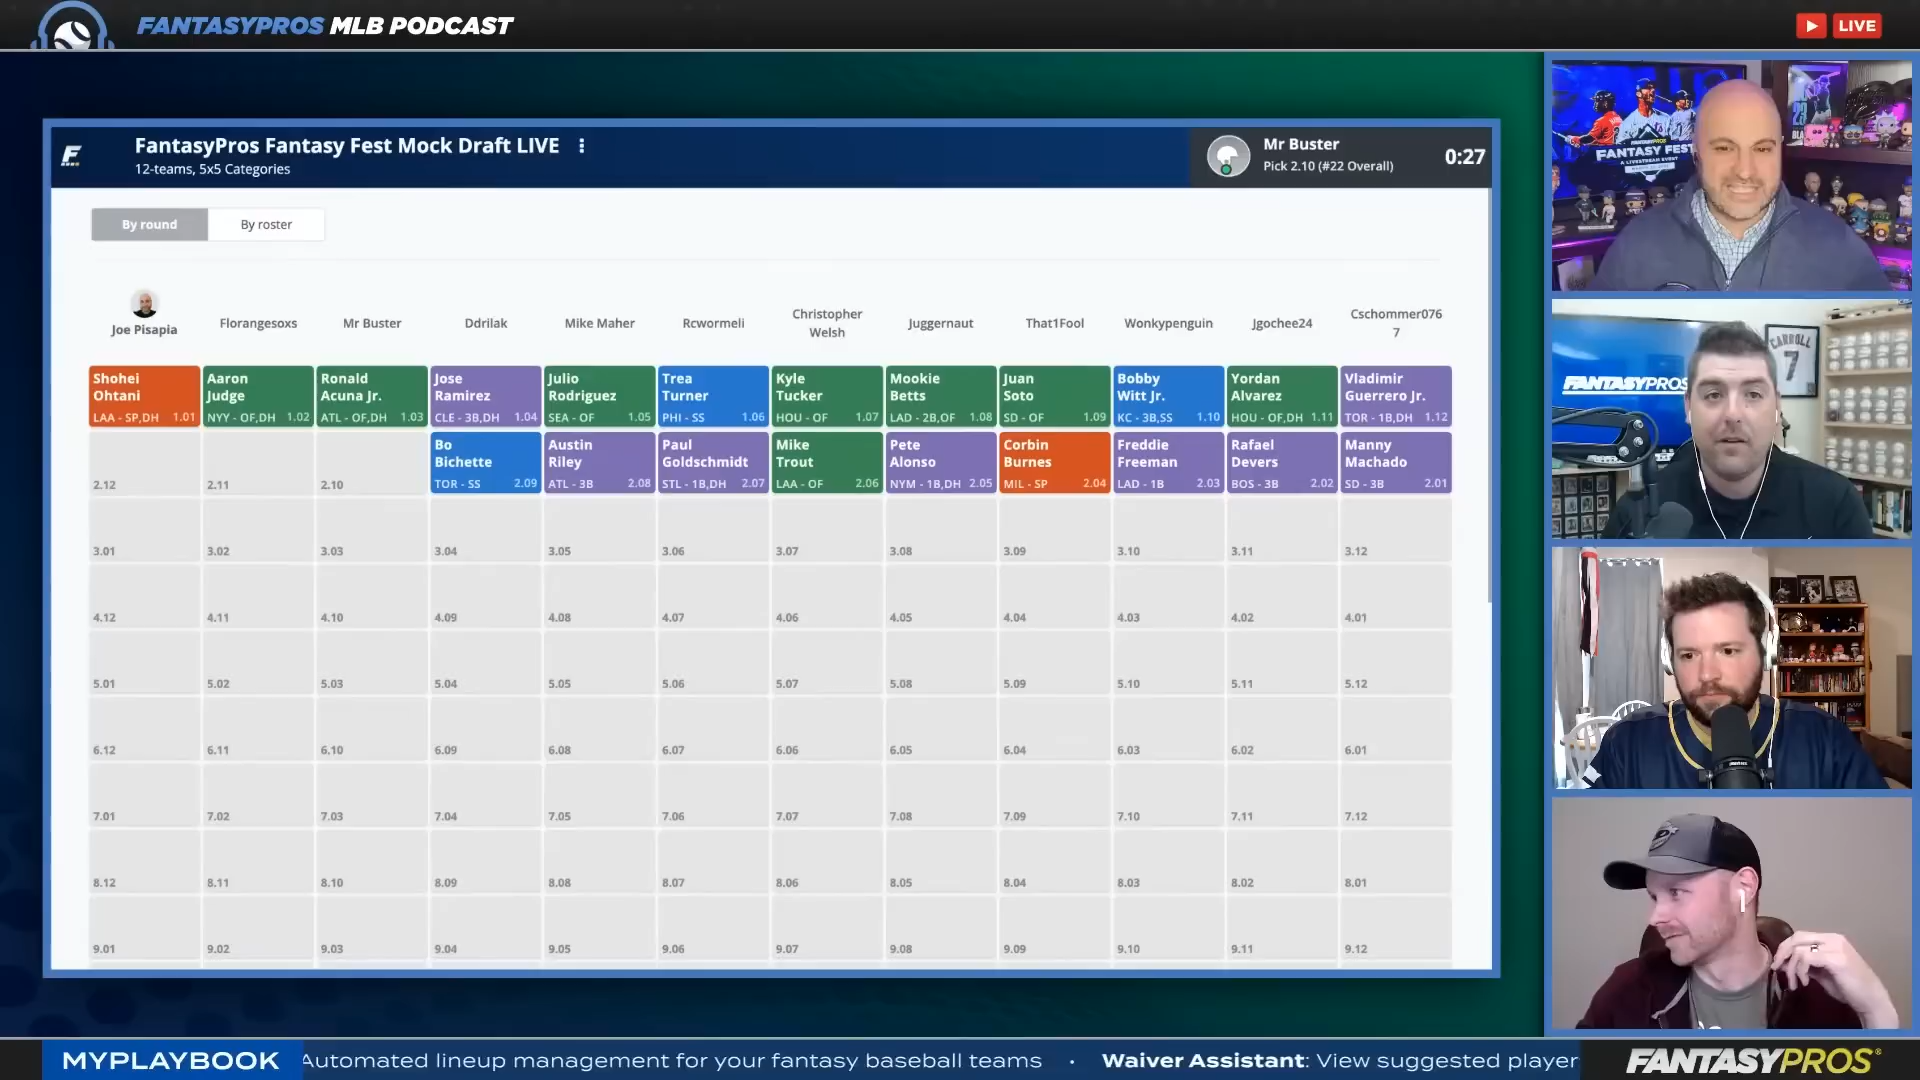 FANTASYPROS MLB PODCAST
LIVE
FantasyPros Fantasy Fest Mock Draft LIVE
12-teams, 5x5 Categories
Mr Buster
Pick 2.10 (#22 Overall)
0:27
By round By roster
Joe Pisapia Florangesoxs Mr Buster Ddrilak Mike Maher Rcwormeli Christopher Welsh Juggernaut That1Fool Wonkypenguin Jgochee24 Cschommer0767
Shohei Aaron Ronald Jose Julio Trea Kyle Mookie Juan Bobby Yordan Vladimir
Ohtani Judge Acuna Jr. Ramirez Rodriguez Turner Tucker Betts Soto Witt Jr. Alvarez Guerrero Jr.
LAA - SP,DH 1.01 NYY - OF,DH 1.02 ATL - OF,DH 1.03 CLE - 3B,DH 1.04 SEA - OF 1.05 PHI - SS 1.06 HOU - OF 1.07 LAD - 2B,OF 1.08 SD - OF 1.09 KC - 3B,SS 1.10 HOU - OF,DH 1.11 TOR - 1B,DH 1.12
Bo Austin Paul Mike Pete Corbin Freddie Rafael Manny
Bichette Riley Goldschmidt Trout Alonso Burnes Freeman Devers Machado
2.12 2.11 2.10 TOR - SS 2.09 ATL - 3B 2.08 STL - 1B,DH 2.07 LAA - OF 2.06 NYM - 1B,DH 2.05 MIL - SP 2.04 LAD - 1B 2.03 BOS - 3B 2.02 SD - 3B 2.01
3.01 3.02 3.03 3.04 3.05 3.06 3.07 3.08 3.09 3.10 3.11 3.12
4.12 4.11 4.10 4.09 4.08 4.07 4.06 4.05 4.04 4.03 4.02 4.01
5.01 5.02 5.03 5.04 5.05 5.06 5.07 5.08 5.09 5.10 5.11 5.12
6.12 6.11 6.10 6.09 6.08 6.07 6.06 6.05 6.04 6.03 6.02 6.01
7.01 7.02 7.03 7.04 7.05 7.06 7.07 7.08 7.09 7.10 7.11 7.12
8.12 8.11 8.10 8.09 8.08 8.07 8.06 8.05 8.04 8.03 8.02 8.01
9.01 9.02 9.03 9.04 9.05 9.06 9.07 9.08 9.09 9.10 9.11 9.12
FANTASY FEST
A LIVESTREAM EVENT
FANTASYPROS
CARROLL
7
MYPLAYBOOK
Automated lineup management for your fantasy baseball teams • Waiver Assistant: View suggested player
FANTASYPROS